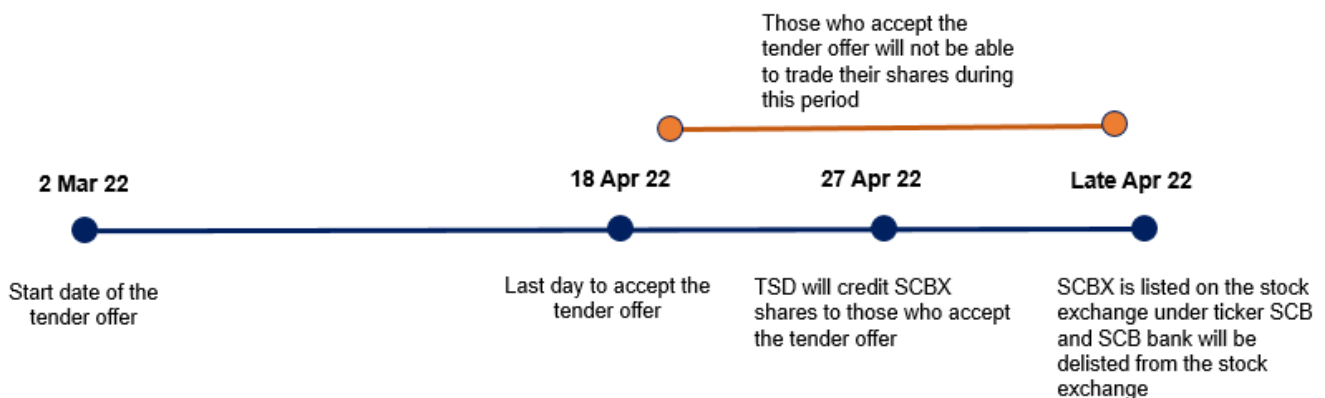 Those who accept the
tender offer will not be able
to trade their shares during
this period
2 Mar 22
18 Apr 22
27 Apr 22
Late Apr 22
Start date of the
tender offer
Last day to accept the
tender offer
TSD will credit SCBX
shares to those who accept
the tender offer
SCBX is listed on the stock
exchange under ticker SCB
and SCB bank will be
delisted from the stock
exchange